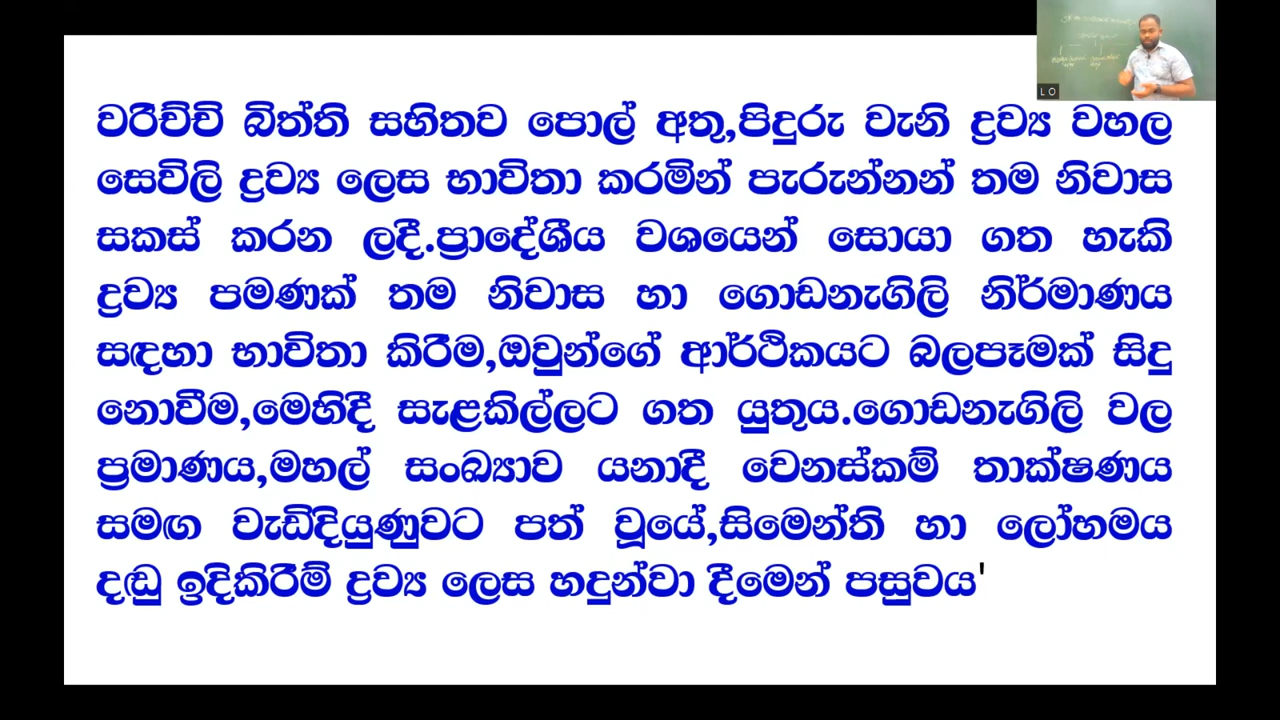 වරිච්චි බිත්ති සහිතව පොල් අතු,පිදුරු වැනි ද්‍රව්‍ය වහල
සෙවිලි ද්‍රව්‍ය ලෙස භාවිතා කරමින් පැරුන්නන් තම නිවාස
සකස් කරන ලදී.ප්‍රාදේශීය වශයෙන් සොයා ගත හැකි
ද්‍රව්‍ය පමණක් තම නිවාස හා ගොඩනැගිලි නිර්මාණය
සඳහා භාවිතා කිරීම,ඔවුන්ගේ ආර්ථිකයට බලපෑමක් සිදු
නොවීම,මෙහිදී සැළකිල්ලට ගත යුතුය.ගොඩනැගිලි වල
ප්‍රමාණය,මහල් සංඛ්‍යාව යනාදී වෙනස්කම් තාක්ෂණය
සමඟ වැඩිදියුණුවට පත් වූයේ,සිමෙන්ති හා ලෝහමය
දඬු ඉදිකිරීම් ද්‍රව්‍ය ලෙස හඳුන්වා දීමෙන් පසුවය'
L O